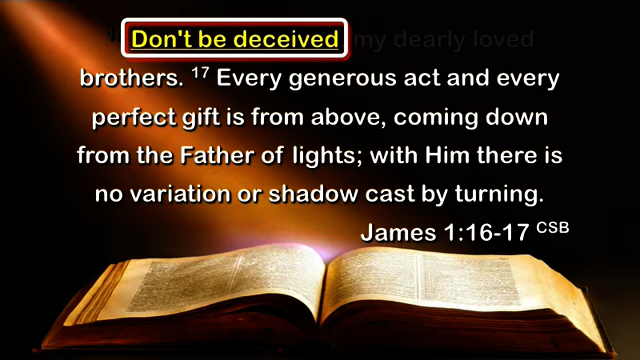 Don't be deceived my dearly loved
brothers. 17 Every generous act and every
perfect gift is from above, coming down
from the Father of lights; with Him there is
no variation or shadow cast by turning.
James 1:16-17 CSB